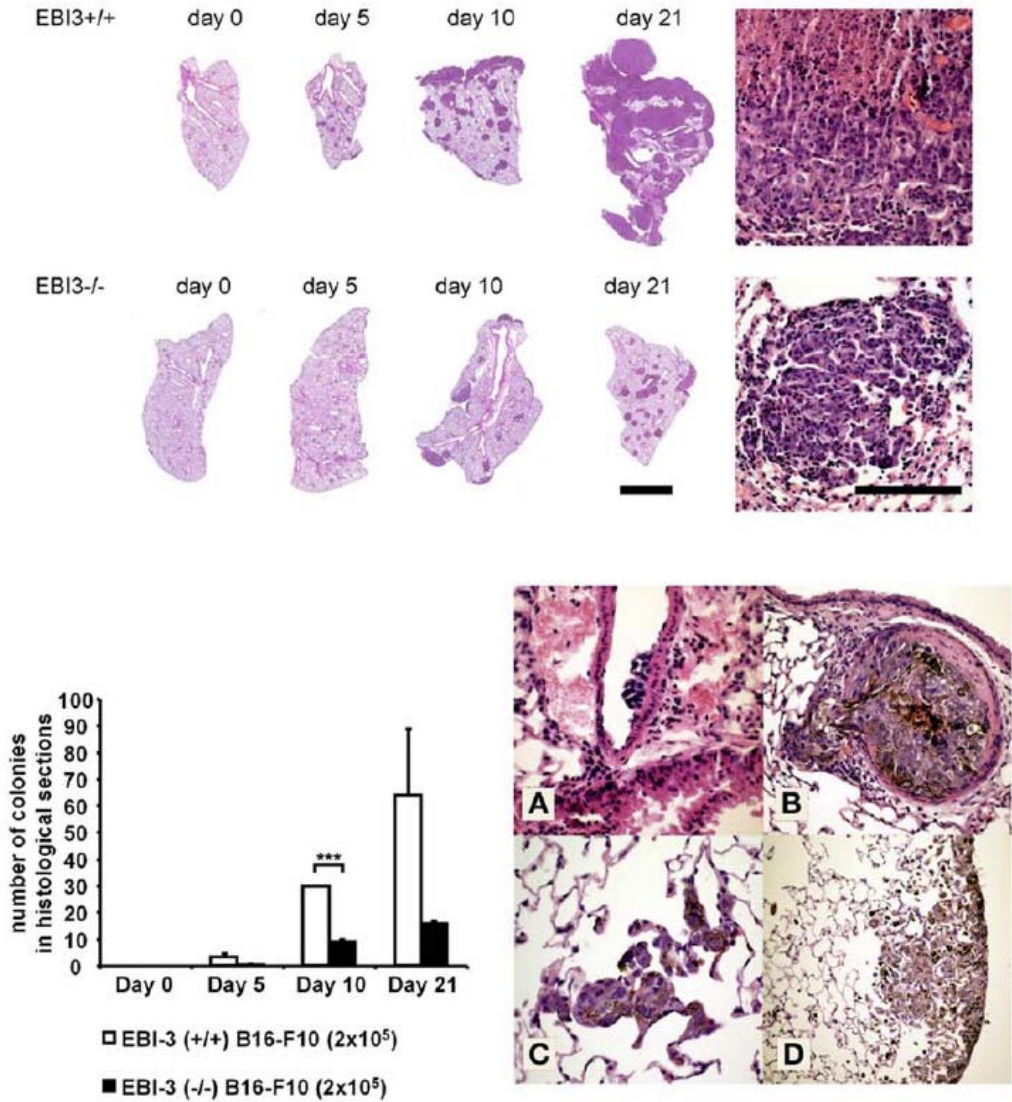 EBI3+/+ day 0 day 5 day 10 day 21
EBI3-/- day 0 day 5 day 10 day 21
number of colonies
in histological sections
100
90
80
70
60
50
40
30
20
10
0
***
Day 0 Day 5 Day 10 Day 21
EBI-3 (+/+) B16-F10 (2x10⁵)
EBI-3 (-/-) B16-F10 (2x10⁵)
A B
C D